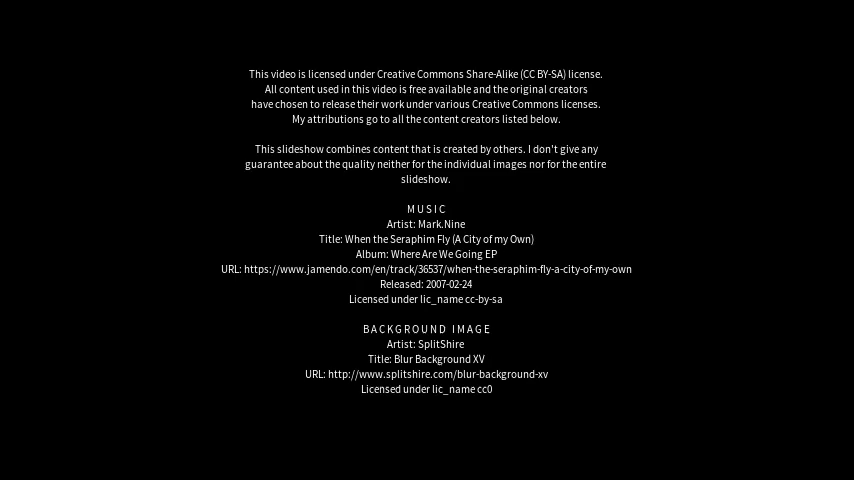 This video is licensed under Creative Commons Share-Alike (CC BY-SA) license.
All content used in this video is free available and the original creators
have chosen to release their work under various Creative Commons licenses.
My attributions go to all the content creators listed below.
This slideshow combines content that is created by others. I don't give any
guarantee about the quality neither for the individual images nor for the entire
slideshow.
MUSIC
Artist: Mark.Nine
Title: When the Seraphim Fly (A City of my Own)
Album: Where Are We Going EP
URL: https://www.jamendo.com/en/track/36537/when-the-seraphim-fly-a-city-of-my-own
Released: 2007-02-24
Licensed under lic_name cc-by-sa
BACKGROUND IMAGE
Artist: SplitShire
Title: Blur Background XV
URL: http://www.splitshire.com/blur-background-xv
Licensed under lic_name cc0